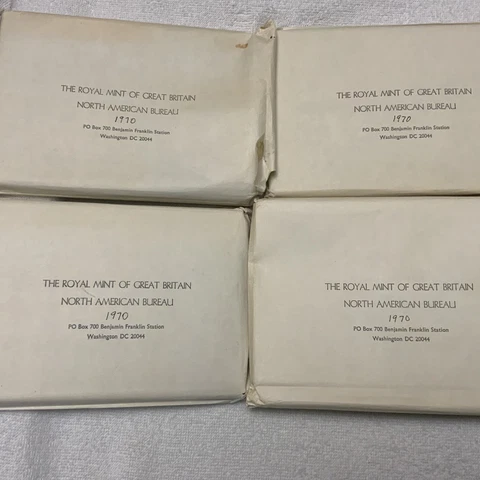 THE ROYAL MINT OF GREAT BRITAIN
NORTH AMERICAN BUREAU
1970
PO Box 700 Benjamin Franklin Station
Washington DC 20044
THE ROYAL MINT OF GREAT BRITAIN
NORTH AMERICAN BUREAU
1970
PO Box 700 Benjamin Franklin Station
Washington DC 20044
THE ROYAL MINT OF GREAT BRITAIN
NORTH AMERICAN BUREAU
1970
PO Box 700 Benjamin Franklin Station
Washington DC 20044
THE ROYAL MINT OF GREAT BRITAIN
NORTH AMERICAN BUREAU
1970
PO Box 700 Benjamin Franklin Station
Washington DC 20044